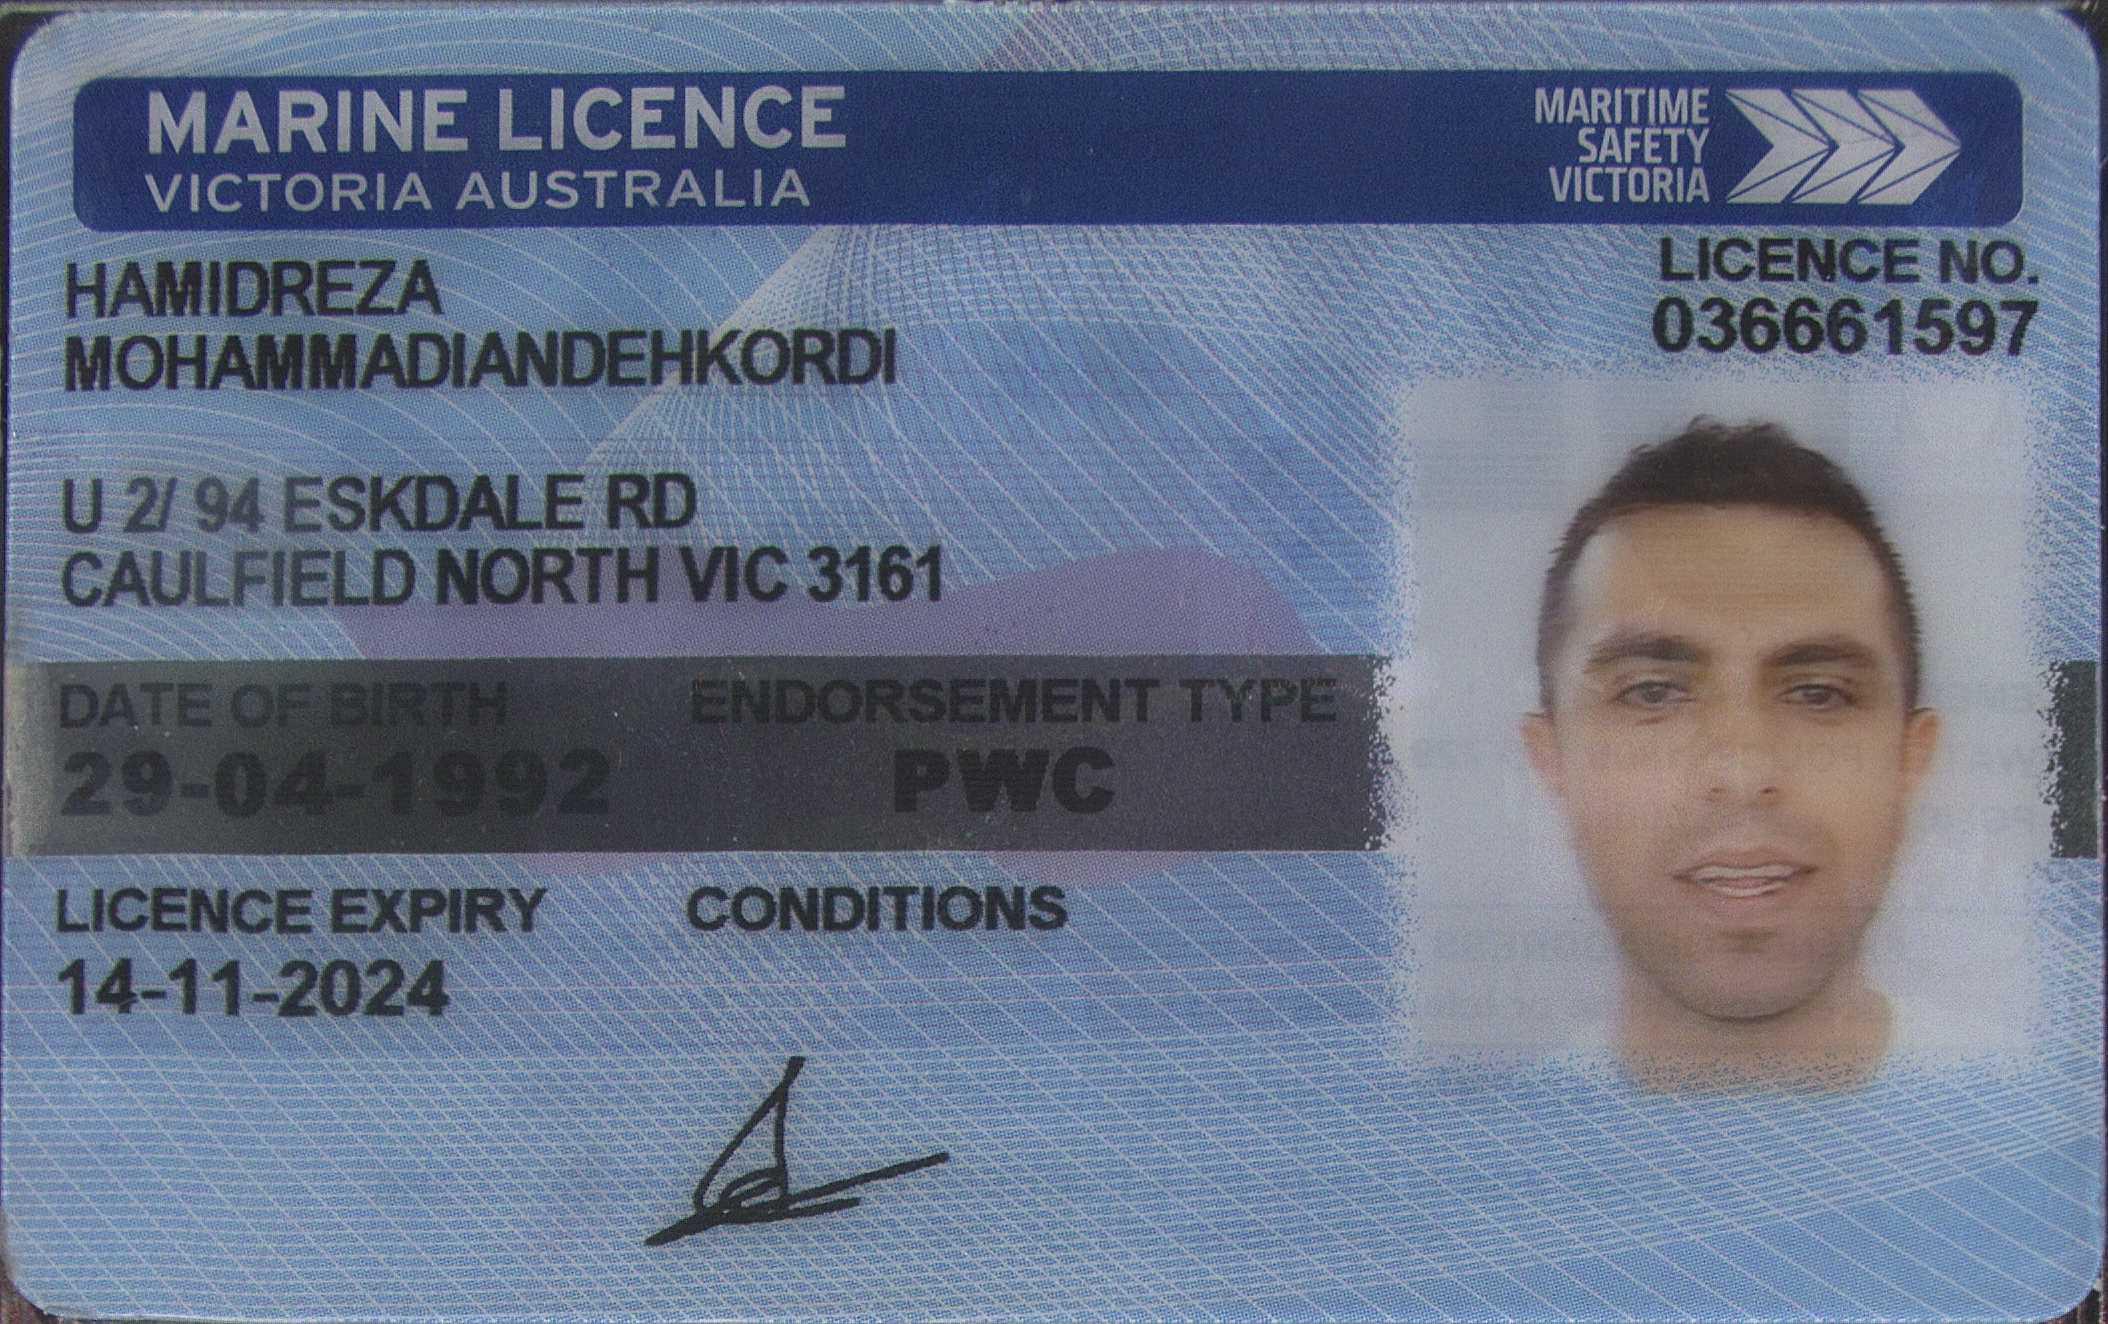 MARINE LICENCE
VICTORIA AUSTRALIA
MARITIME
SAFETY
VICTORIA
HAMIDREZA
MOHAMMADIANDEHKORDI
LICENCE NO.
036661597
U 2/ 94 ESKDALE RD
CAULFIELD NORTH VIC 3161
DATE OF BIRTH ENDORSEMENT TYPE
29-04-1992 PWC
LICENCE EXPIRY CONDITIONS
14-11-2024